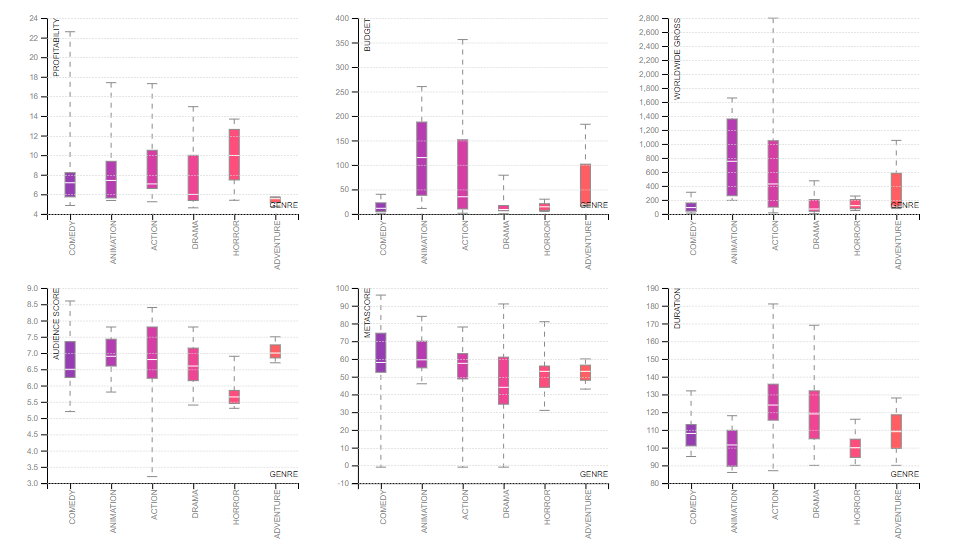 PROFITABILITY
24
22
20
18
16
14
12
10
8
6
4
GENRE
COMEDY
ANIMATION
ACTION
DRAMA
HORROR
ADVENTURE
BUDGET
400
350
300
250
200
150
100
50
0
GENRE
COMEDY
ANIMATION
ACTION
DRAMA
HORROR
ADVENTURE
WORLDWIDE GROSS
2,800
2,600
2,400
2,200
2,000
1,800
1,600
1,400
1,200
1,000
800
600
400
200
0
GENRE
COMEDY
ANIMATION
ACTION
DRAMA
HORROR
ADVENTURE
AUDIENCE SCORE
9.0
8.5
8.0
7.5
7.0
6.5
6.0
5.5
5.0
4.5
4.0
3.5
3.0
GENRE
COMEDY
ANIMATION
ACTION
DRAMA
HORROR
ADVENTURE
METASCORE
100
90
80
70
60
50
40
30
20
10
0
-10
GENRE
COMEDY
ANIMATION
ACTION
DRAMA
HORROR
ADVENTURE
DURATION
190
180
170
160
150
140
130
120
110
100
90
80
GENRE
COMEDY
ANIMATION
ACTION
DRAMA
HORROR
ADVENTURE